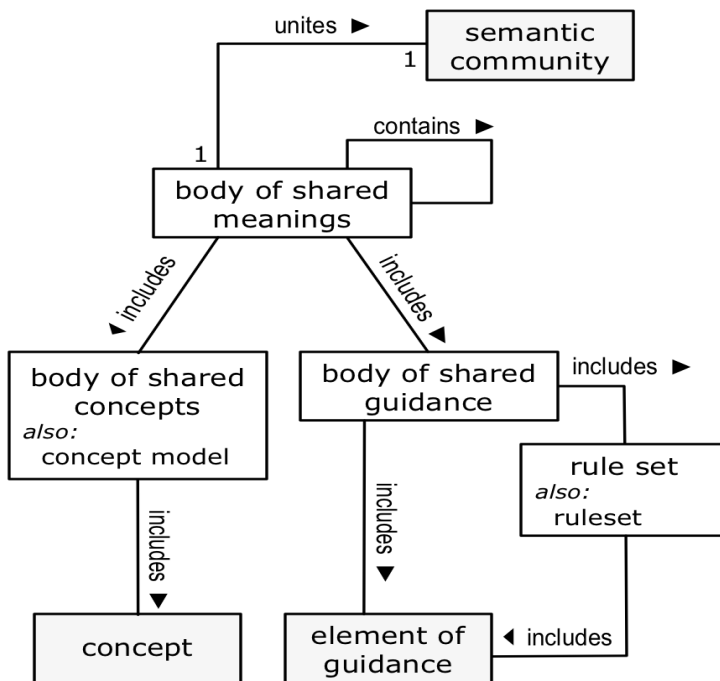 unites ►
semantic
community
1
contains ►
1
body of shared
meanings
includes
includes
body of shared
concepts
also:
concept model
body of shared
guidance
includes ►
rule set
also:
ruleset
includes
includes
concept
element of
guidance
◄ includes